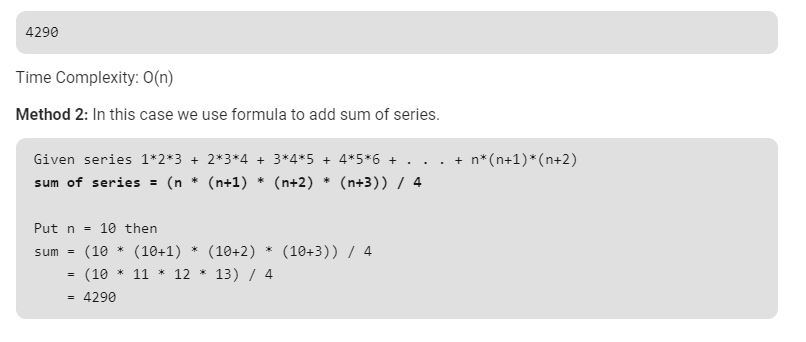 4290
Time Complexity: O(n)
Method 2: In this case we use formula to add sum of series.
Given series 1*2*3 + 2*3*4 + 3*4*5 + 4*5*6 + . . . + n*(n+1)*(n+2)
sum of series = (n * (n+1) * (n+2) * (n+3)) / 4
Put n = 10 then
sum = (10 * (10+1) * (10+2) * (10+3)) / 4
= (10 * 11 * 12 * 13) / 4
= 4290